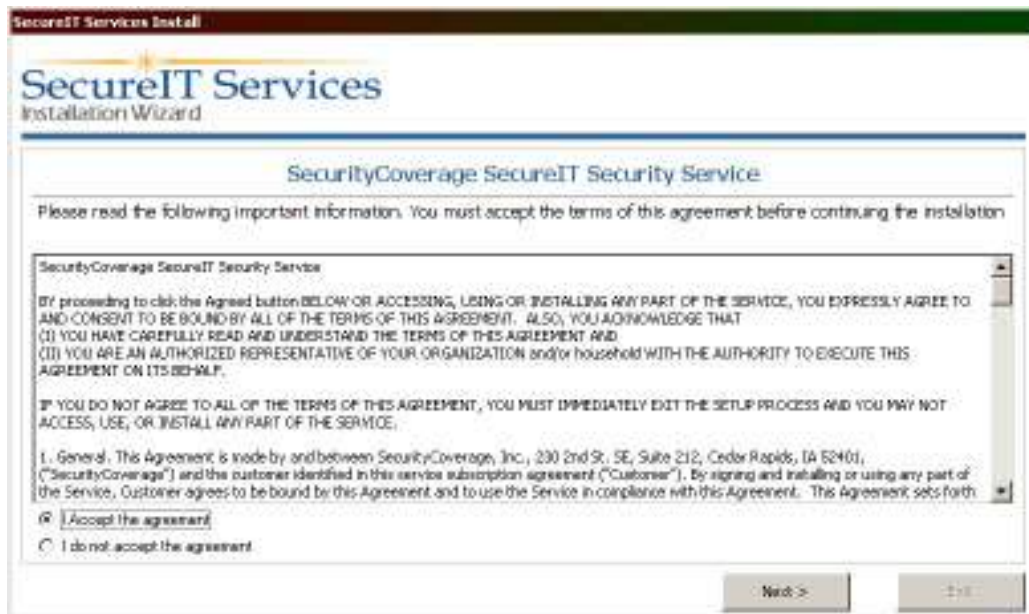 SecureIT Services Install
SecureIT Services
Installation Wizard
SecurityCoverage SecureIT Security Service
Please read the following important information. You must accept the terms of this agreement before continuing the installation
SecurityCoverage SecureIT Security Service
BY proceeding to click the Agreed button BELOW OR ACCESSING, USING OR INSTALLING ANY PART OF THE SERVICE, YOU EXPRESSLY AGREE TO
AND CONSENT TO BE BOUND BY ALL OF THE TERMS OF THIS AGREEMENT. ALSO, YOU ACKNOWLEDGE THAT
(I) YOU HAVE CAREFULLY READ AND UNDERSTAND THE TERMS OF THIS AGREEMENT AND
(II) YOU ARE AN AUTHORIZED REPRESENTATIVE OF YOUR ORGANIZATION and/or household WITH THE AUTHORITY TO EXECUTE THIS
AGREEMENT ON ITS BEHALF.
IF YOU DO NOT AGREE TO ALL OF THE TERMS OF THIS AGREEMENT, YOU MUST IMMEDIATELY EXIT THE SETUP PROCESS AND YOU MAY NOT
ACCESS, USE, OR INSTALL ANY PART OF THE SERVICE.
1. General. This Agreement is made by and between SecurityCoverage, Inc., 230 2nd St. SE, Suite 212, Cedar Rapids, IA 52401,
("SecurityCoverage") and the customer identified in this service subscription agreement ("Customer"). By signing and installing or using any part of
the Service, Customer agrees to be bound by this Agreement and to use the Service in compliance with this Agreement. This Agreement sets forth
I Accept the agreement
I do not accept the agreement
Next >